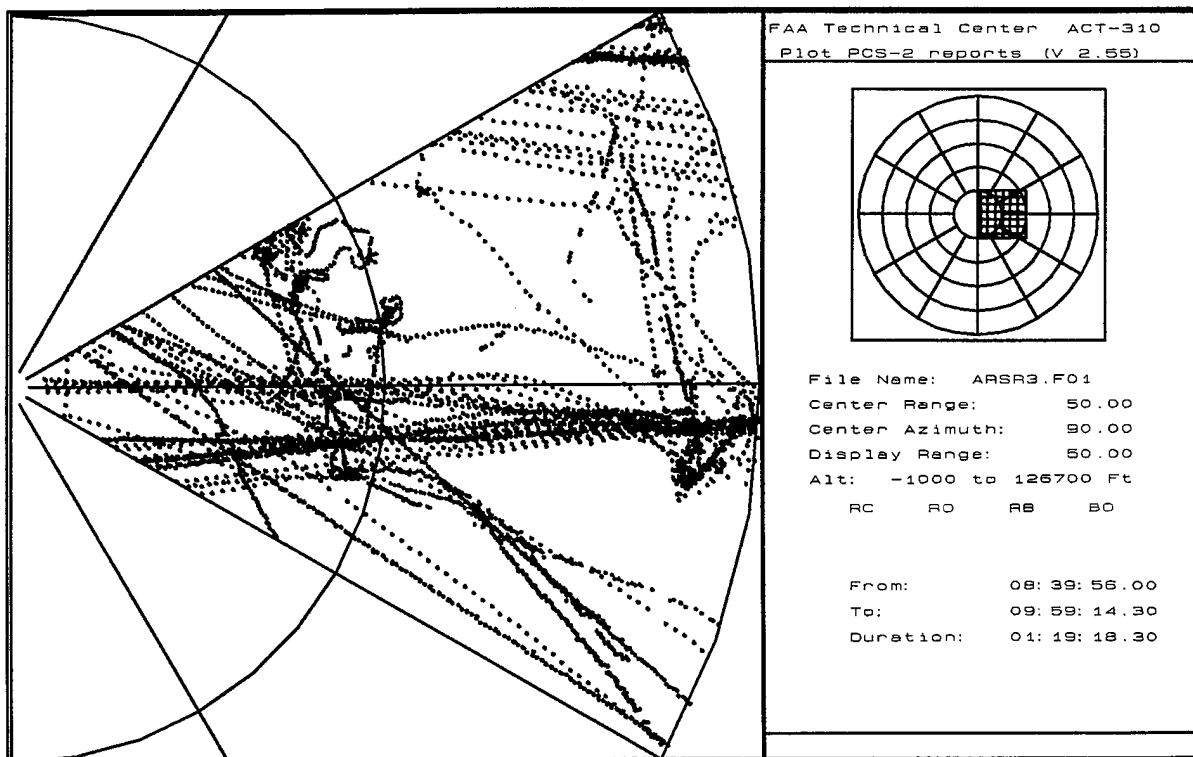 FAA Technical Center ACT-310
Plot PCS-2 reports (V 2.55)
File Name: ARSR3.F01
Center Range: 50.00
Center Azimuth: 90.00
Display Range: 50.00
Alt: -1000 to 126700 Ft
RC RO RB BO
From: 08:39:56.00
To: 09:59:14.30
Duration: 01:19:18.30